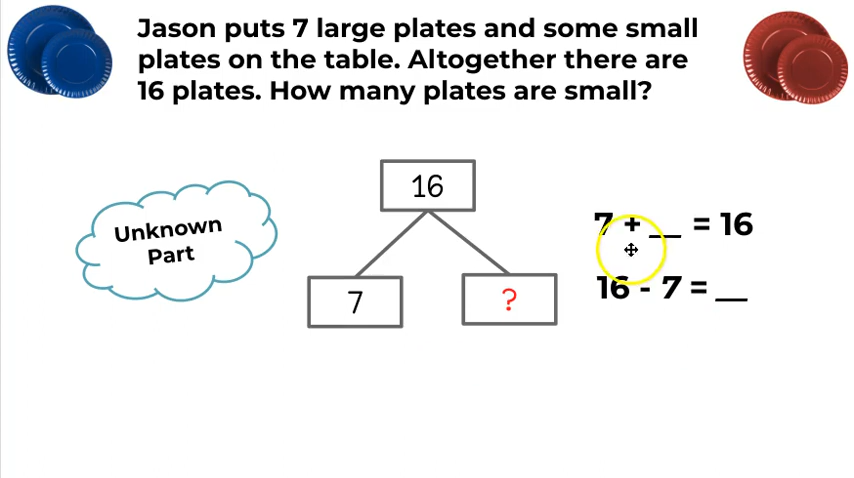 Jason puts 7 large plates and some small
plates on the table. Altogether there are
16 plates. How many plates are small?
Unknown
Part
16
7
?
7 + __ = 16
16 - 7 = __